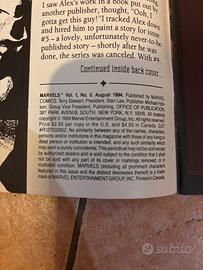 I saw Alex's work in a book put out by
another publisher, thought, "Oooh, I
gotta get this guy!" I tracked Alex down
and hired him to paint a story for issue
#5 – a lovely, unfortunately never-to-be-
published story – shortly after the story
was done, the series was canceled. With #4.
Continued inside back cover...
MARVELS™ Vol. 1, No. 0, August 1994. Published by MARVEL
COMICS, Terry Stewart, President. Stan Lee, Publisher. Michael Hob-
son, Group Vice President, Publishing. OFFICE OF PUBLICATION:
387 PARK AVENUE SOUTH, NEW YORK, N.Y. 10016. All material
copyright © 1994 Marvel Entertainment Group, Inc. All rights reserved.
Price $2.95 per copy in the U.S. and $4.00 in Canada. GST
#R127032852. No similarity between any of the names, characters,
persons and/or institutions in this magazine with those of any living or
dead person or institution is intended, and any such similarity which
may exist is purely coincidental. This periodical may not be sold except
by authorized dealers and is sold subject to the condition that it shall
not be sold with any part of its cover or markings removed, or in a
mutilated condition. MARVELS (including all prominent characters
featured in this issue and the distinctive likenesses thereof) is a trademark
of MARVEL ENTERTAINMENT GROUP, INC. Printed in Canada.
subito